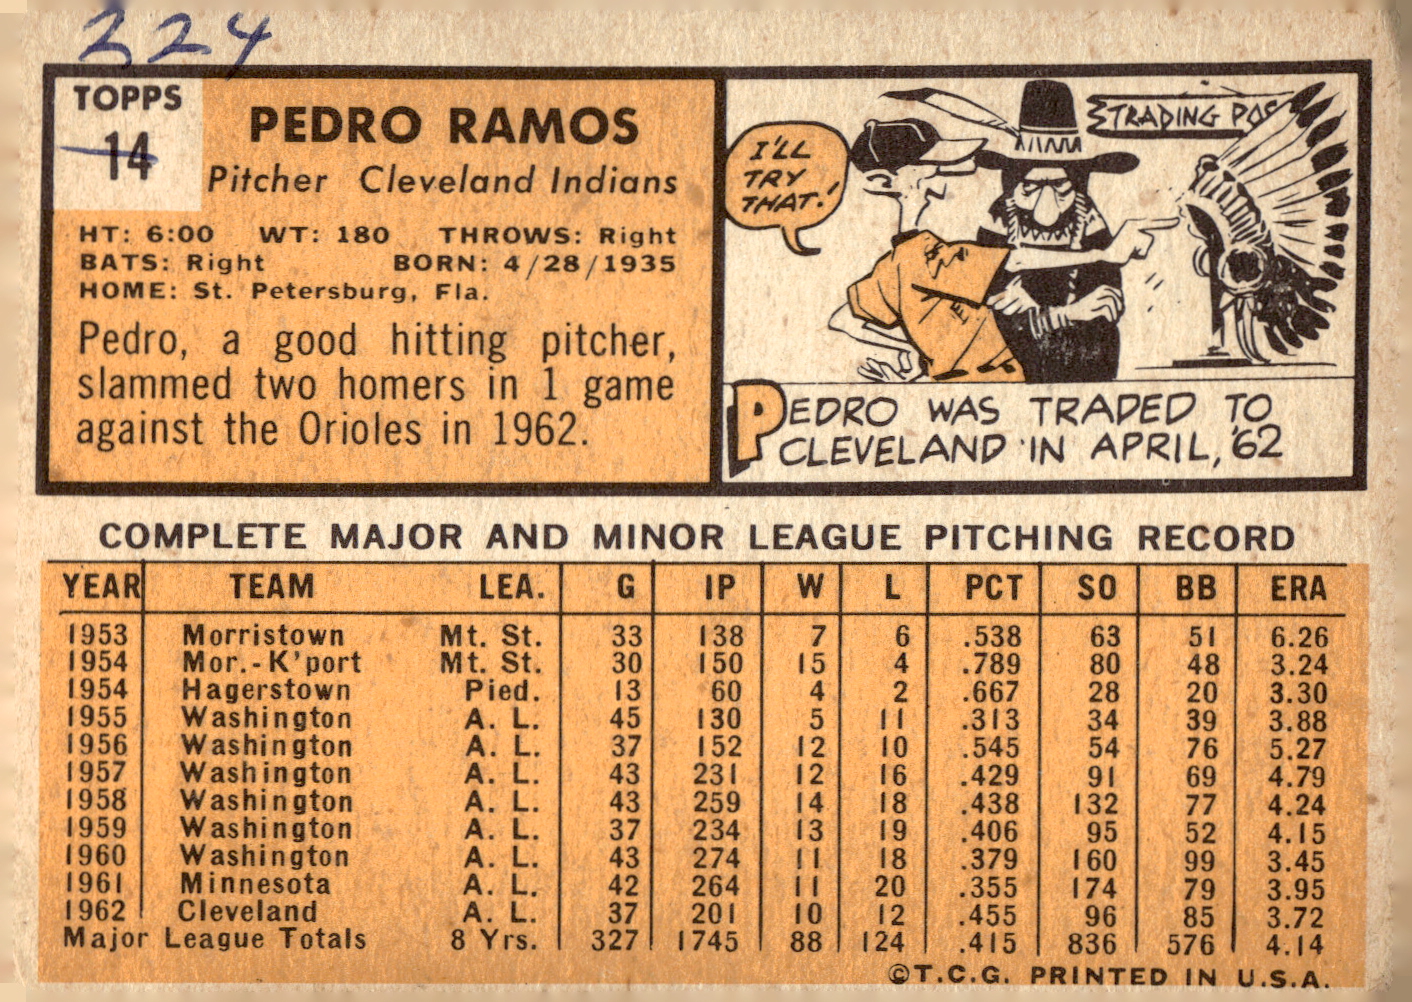 224
TOPPS
14
PEDRO RAMOS
Pitcher Cleveland Indians
HT: 6:00 WT: 180 THROWS: Right
BATS: Right BORN: 4/28/1935
HOME: St. Petersburg, Fla.
Pedro, a good hitting pitcher,
slammed two homers in 1 game
against the Orioles in 1962.
I'LL
TRY
THAT!
TRADING POS
PEDRO WAS TRADED TO
CLEVELAND IN APRIL, '62
COMPLETE MAJOR AND MINOR LEAGUE PITCHING RECORD
YEAR TEAM LEA. G IP W L PCT SO BB ERA
1953 Morristown Mt. St. 33 138 7 6 .538 63 51 6.26
1954 Mor.-K'port Mt. St. 30 150 15 4 .789 80 48 3.24
1954 Hagerstown Pied. 13 60 4 2 .667 28 20 3.30
1955 Washington A. L. 45 130 5 11 .313 34 39 3.88
1956 Washington A. L. 37 152 12 10 .545 54 76 5.27
1957 Washington A. L. 43 231 12 16 .429 91 69 4.79
1958 Washington A. L. 43 259 14 18 .438 132 77 4.24
1959 Washington A. L. 37 234 13 19 .406 95 52 4.15
1960 Washington A. L. 43 274 11 18 .379 160 99 3.45
1961 Minnesota A. L. 42 264 11 20 .355 174 79 3.95
1962 Cleveland A. L. 37 201 10 12 .455 96 85 3.72
Major League Totals 8 Yrs. 327 1745 88 124 .415 836 576 4.14
©T.C.G. PRINTED IN U.S.A.